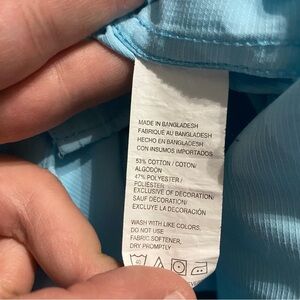 MADE IN BANGLADESH
FABRIQUÉ AU BANGLADESH
HECHO EN BANGLADESH
CON INSUMOS IMPORTADOS
53% COTTON / COTON/
ALGODON
47% POLYESTER /
POLIESTER
EXCLUSIVE OF DECORATION/
SAUF DÉCORATION/
EXCLUYE LA DECORACIÓN
WASH WITH LIKE COLORS.
DO NOT USE
FABRIC SOFTENER,
DRY PROMPTLY